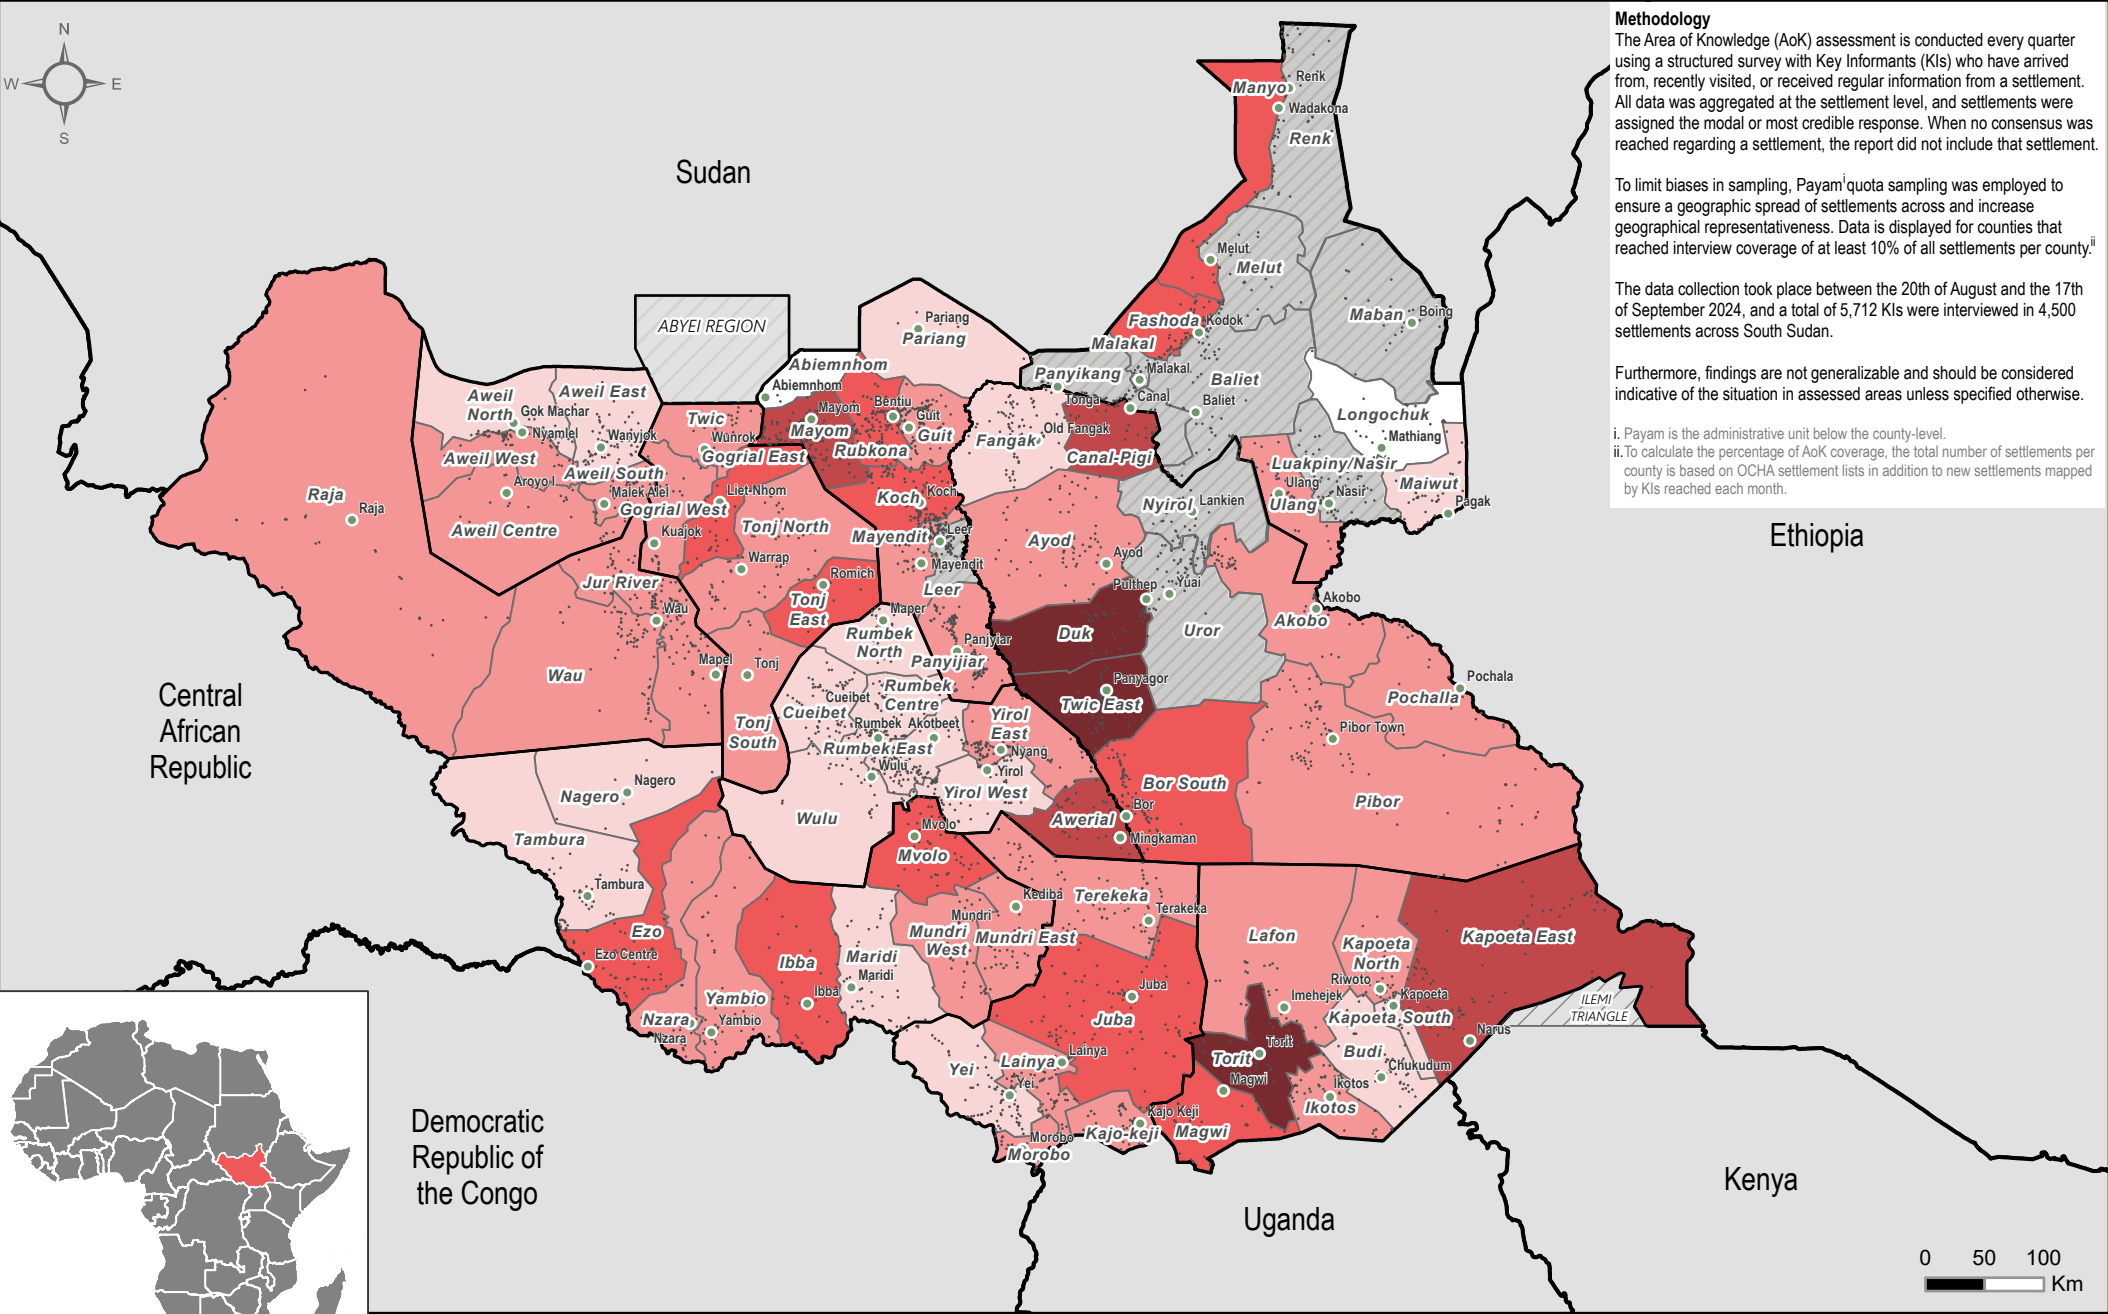 N
W E
S
Methodology
The Area of Knowledge (AoK) assessment is conducted every quarter
using a structured survey with Key Informants (KIs) who have arrived
from, recently visited, or received regular information from a settlement.
All data was aggregated at the settlement level, and settlements were
assigned the modal or most credible response. When no consensus was
reached regarding a settlement, the report did not include that settlement.
To limit biases in sampling, Payam i quota sampling was employed to
ensure a geographic spread of settlements across and increase
geographical representativeness. Data is displayed for counties that
reached interview coverage of at least 10% of all settlements per county. ii
The data collection took place between the 20th of August and the 17th
of September 2024, and a total of 5,712 KIs were interviewed in 4,500
settlements across South Sudan.
Furthermore, findings are not generalizable and should be considered
indicative of the situation in assessed areas unless specified otherwise.
i. Payam is the administrative unit below the county-level.
ii. To calculate the percentage of AoK coverage, the total number of settlements per
county is based on OCHA settlement lists in addition to new settlements mapped
by KIs reached each month.
Sudan
Ethiopia
Central
African
Republic
Democratic
Republic of
the Congo
Uganda
Kenya
Renk
Manyo
Wadakona
Renk
Melut
Melut
Maban
Boing
ABYEI REGION
Pariang
Pariang
Fashoda
Kodok
Malakal
Abiemnhom
Abiemnhom
Panyikang
Malakal
Baliet
Tonga
Canal
Baliet
Longochuk
Mathiang
Aweil
North
Aweil East
Gok Machar
Nyamlel
Wanyjok
Twic
Wunrok
Mayom
Mayom
Bentiu
Guit
Guit
Rubkona
Fangak
Old Fangak
Canal-Pigi
Gogrial East
Aweil West
Aweil South
Aroyo
Malek Alel
Gogrial West
Liet-Nhom
Luakpiny/Nasir
Ulang
Nasir
Ulang
Maiwut
Pagak
Raja
Raja
Aweil Centre
Kuajok
Tonj North
Koch
Koch
Nyirol
Lankien
Mayendit
Leer
Ayod
Ayod
Warrap
Mayendit
Romich
Leer
Jur River
Wau
Tonj
East
Maper
Rumbek
North
Pulthep
Yuai
Akobo
Akobo
Duk
Uror
Panyijiar
Panyijiar
Wau
Mapel
Tonj
Rumbek
Centre
Cueibet
Cueibet
Panyagor
Twic East
Pochala
Pochalla
Tonj
South
Rumbek
Akotbeet
Rumbek East
Wulu
Yirol
East
Nyang
Yirol
Yirol West
Pibor Town
Pibor
Nagero
Nagero
Wulu
Bor South
Bor
Awerial
Mingkaman
Tambura
Tambura
Mvolo
Mvolo
Kediba
Terekeka
Terakeka
Ezo
Ezo Centre
Ibba
Ibba
Maridi
Maridi
Mundri
Mundri
West
Mundri East
Lafon
Kapoeta
North
Kapoeta East
Riwoto
Kapoeta
Kapoeta South
ILEMI
TRIANGLE
Narus
Yambio
Yambio
Nzara
Nzara
Juba
Juba
Imehejek
Torit
Torit
Budi
Chukudum
Yei
Yei
Lainya
Lainya
Magwi
Magwi
Ikotos
Ikotos
Kajo Keji
Kajo-keji
Morobo
Morobo
0 50 100
Km